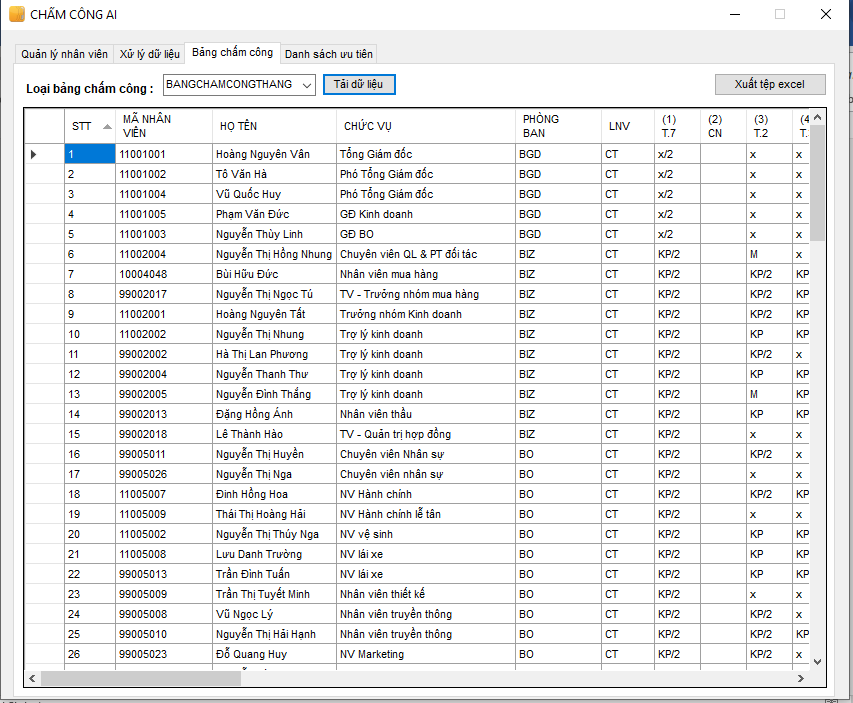 CHẤM CÔNG AI
Quản lý nhân viên Xử lý dữ liệu Bảng chấm công Danh sách ưu tiên
Loại bảng chấm công : BANGCHAMCONGTHANG Tải dữ liệu Xuất tệp excel
STT MÃ NHÂN VIÊN HỌ TÊN CHỨC VỤ PHÒNG BAN LNV (1) T.7 (2) CN (3) T.2 (4 T.
1 11001001 Hoàng Nguyên Vân Tổng Giám đốc BGD CT x/2 x x
2 11001002 Tô Văn Hà Phó Tổng Giám đốc BGD CT x/2 x x
3 11001004 Vũ Quốc Huy Phó Tổng Giám đốc BGD CT x/2 x x
4 11001005 Phạm Văn Đức GĐ Kinh doanh BGD CT x/2 x x
5 11001003 Nguyễn Thùy Linh GĐ BO BGD CT x/2 x x
6 11002004 Nguyễn Thị Hồng Nhung Chuyên viên QL & PT đối tác BIZ CT KP/2 M x
7 10004048 Bùi Hữu Đức Nhân viên mua hàng BIZ CT KP/2 KP/2 KP
8 99002017 Nguyễn Thị Ngọc Tú TV - Trưởng nhóm mua hàng BIZ CT KP/2 KP/2 KP
9 11002001 Hoàng Nguyên Tất Trưởng nhóm Kinh doanh BIZ CT KP/2 KP/2 KP
10 11002002 Nguyễn Thị Nhung Trợ lý kinh doanh BIZ CT KP/2 KP KP
11 99002002 Hà Thị Lan Phương Trợ lý kinh doanh BIZ CT KP/2 KP/2 x
12 99002004 Nguyễn Thanh Thư Trợ lý kinh doanh BIZ CT KP/2 KP KP
13 99002005 Nguyễn Đình Thắng Trợ lý kinh doanh BIZ CT KP/2 M KP
14 99002013 Đặng Hồng Ánh Nhân viên thầu BIZ CT KP/2 KP KP
15 99002018 Lê Thành Hào TV - Quản trị hợp đồng BIZ CT KP/2 x x
16 99005011 Nguyễn Thị Huyền Chuyên viên Nhân sự BO CT KP/2 KP/2 x
17 99005026 Nguyễn Thị Nga Chuyên viên nhân sự BO CT KP/2 x x
18 11005007 Đinh Hồng Hoa NV Hành chính BO CT KP/2 KP/2 KP
19 11005009 Thái Thị Hoàng Hải NV Hành chính lễ tân BO CT KP/2 x x
20 11005002 Nguyễn Thị Thúy Nga NV vệ sinh BO CT KP/2 KP KP
21 11005008 Lưu Danh Trường NV lái xe BO CT KP/2 KP KP
22 99005013 Trần Đình Tuấn NV lái xe BO CT KP/2 KP KP
23 99005009 Trần Thị Tuyết Minh Nhân viên thiết kế BO CT KP/2 x x
24 99005008 Vũ Ngọc Lý Nhân viên truyền thông BO CT KP/2 KP/2 x
25 99005010 Nguyễn Thị Hải Hạnh Nhân viên truyền thông BO CT KP/2 KP/2 KP
26 99005023 Đỗ Quang Huy NV Marketing BO CT KP/2 KP/2 x